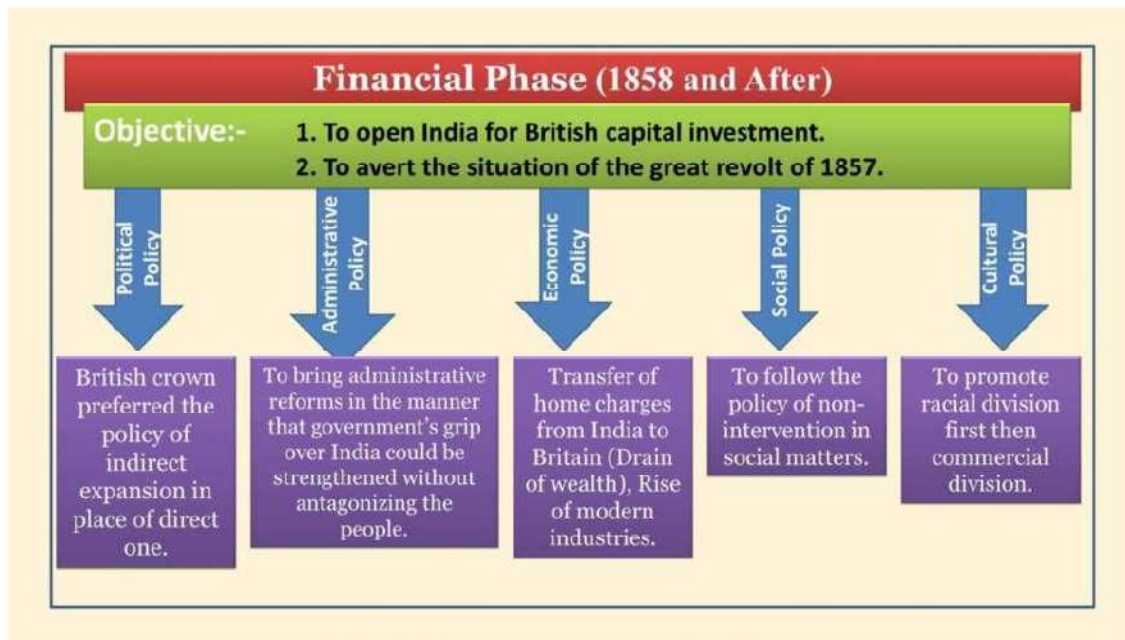 Financial Phase (1858 and After)
Objective:- 1. To open India for British capital investment.
2. To avert the situation of the great revolt of 1857.
Political
Policy
Administrative
Policy
Economic
Policy
Social Policy
Cultural
Policy
British crown
preferred the
policy of
indirect
expansion in
place of direct
one.
To bring administrative
reforms in the manner
that government's grip
over India could be
strengthened without
antagonizing the
people.
Transfer of
home charges
from India to
Britain (Drain
of wealth), Rise
of modern
industries.
To follow the
policy of non-
intervention in
social matters.
To promote
racial division
first then
commercial
division.